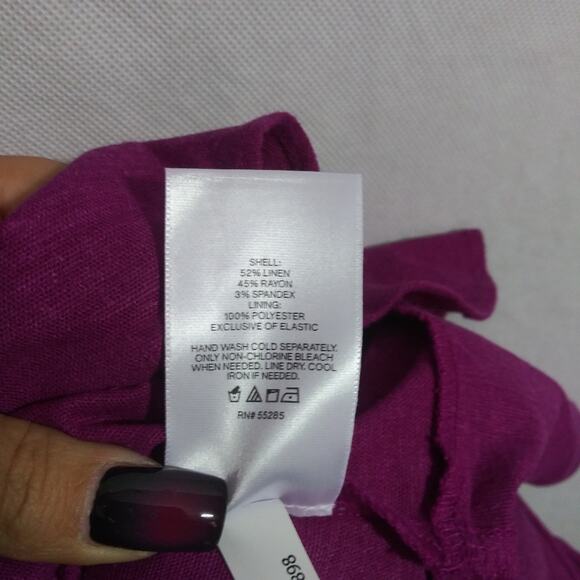 SHELL:
52% LINEN
45% RAYON
3% SPANDEX
LINING:
100% POLYESTER
EXCLUSIVE OF ELASTIC
HAND WASH COLD SEPARATELY.
ONLY NON-CHLORINE BLEACH
WHEN NEEDED. LINE DRY. COOL
IRON IF NEEDED.
RN# 55285